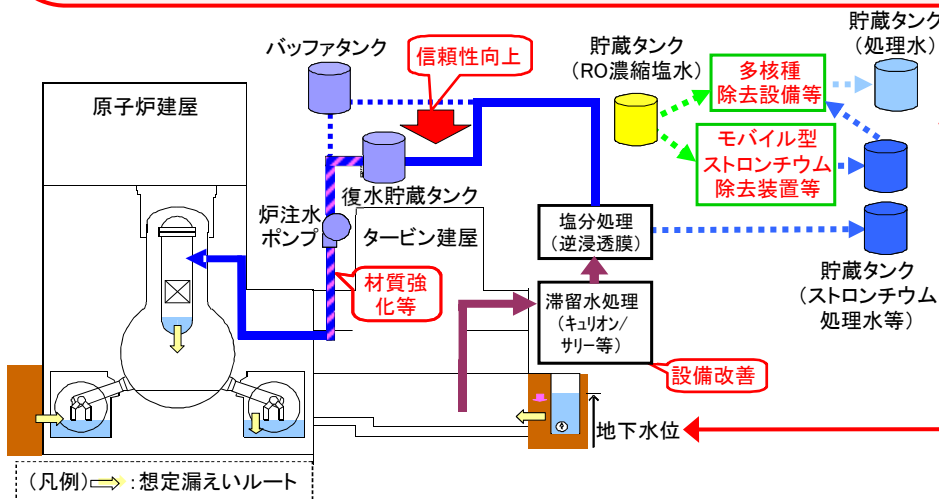 バッファタンク
信頼性向上
貯蔵タンク
(RO濃縮塩水)
多核種
除去設備等
貯蔵タンク
(処理水)
原子炉建屋
モバイル型
ストロンチウム
除去装置等
復水貯蔵タンク
炉注水
ポンプ
タービン建屋
塩分処理
(逆浸透膜)
材質強
化等
滞留水処理
(キュリオン/
サリー等)
貯蔵タンク
(ストロンチウム
処理水等)
設備改善
地下水位
(凡例)⇒:想定漏えいルート